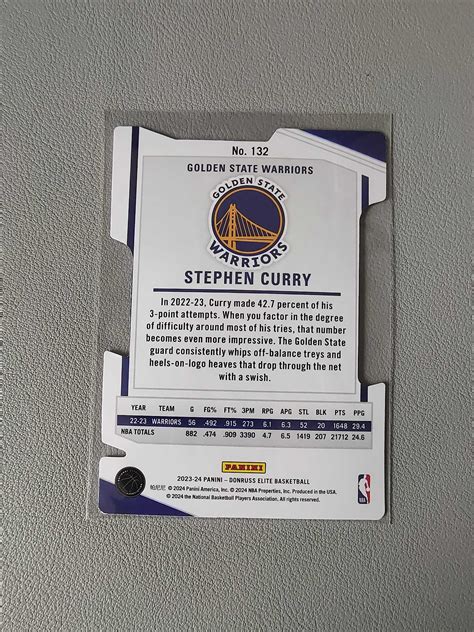 No. 132
GOLDEN STATE WARRIORS
GOLDEN STATE
WARRIORS
STEPHEN CURRY
In 2022-23, Curry made 42.7 percent of his
3-point attempts. When you factor in the degree
of difficulty around most of his tries, that number
becomes even more impressive. The Golden State
guard consistently whips off-balance treys and
heels-on-logo heaves that drop through the net
with a swish.
YEAR TEAM G FG% FT% 3PM RPG APG STL BLK PTS PPG
22-23 WARRIORS 56 .492 .915 273 6.1 6.3 52 20 1648 29.4
NBA TOTALS 882 .474 .909 3390 4.7 6.5 1419 207 21712 24.6
PANINI
2023-24 PANINI – DONRUSS ELITE BASKETBALL
帕尼尼 © 2024 Panini America, Inc. © 2024 NBA Properties, Inc. Produced in the USA.
© 2024 the National Basketball Players Association. All rights reserved.